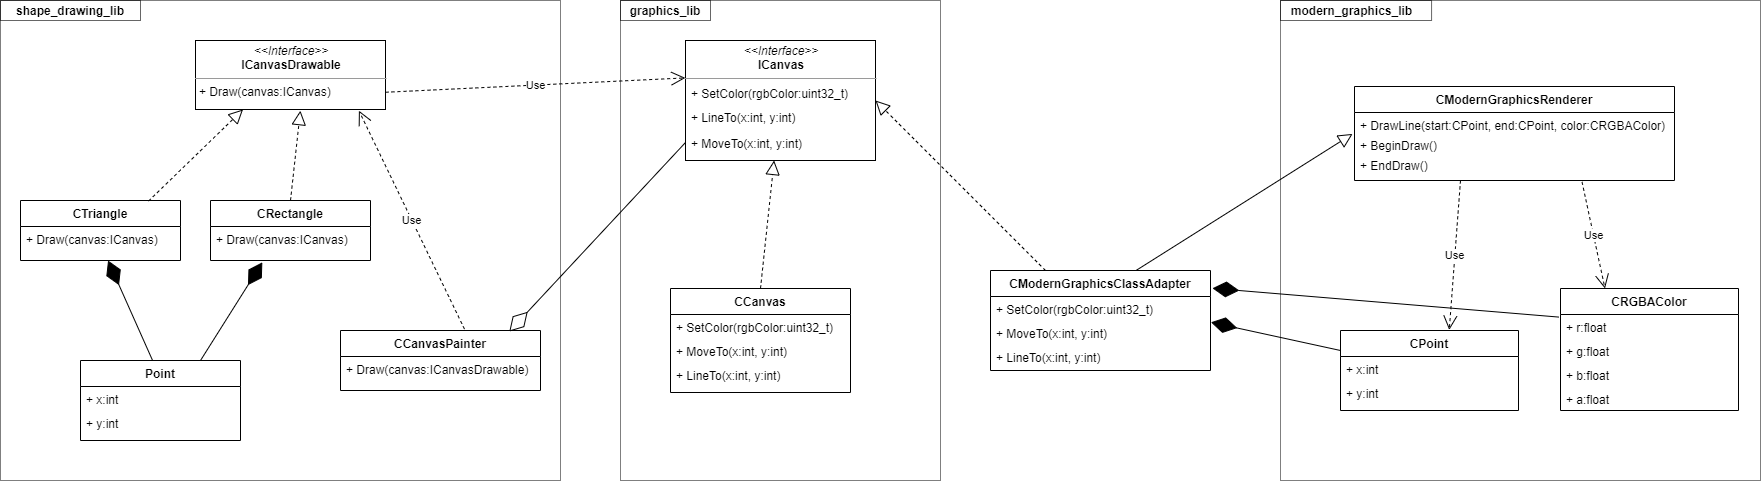 shape_drawing_lib
<<Interface>>
ICanvasDrawable
+ Draw(canvas:ICanvas)
CTriangle
+ Draw(canvas:ICanvas)
CRectangle
+ Draw(canvas:ICanvas)
Use
Point
+ x:int
+ y:int
CCanvasPainter
+ Draw(canvas:ICanvasDrawable)
Use
graphics_lib
<<Interface>>
ICanvas
+ SetColor(rgbColor:uint32_t)
+ LineTo(x:int, y:int)
+ MoveTo(x:int, y:int)
CCanvas
+ SetColor(rgbColor:uint32_t)
+ MoveTo(x:int, y:int)
+ LineTo(x:int, y:int)
CModernGraphicsClassAdapter
+ SetColor(rgbColor:uint32_t)
+ MoveTo(x:int, y:int)
+ LineTo(x:int, y:int)
modern_graphics_lib
CModernGraphicsRenderer
+ DrawLine(start:CPoint, end:CPoint, color:CRGBAColor)
+ BeginDraw()
+ EndDraw()
Use
Use
CPoint
+ x:int
+ y:int
CRGBAColor
+ r:float
+ g:float
+ b:float
+ a:float